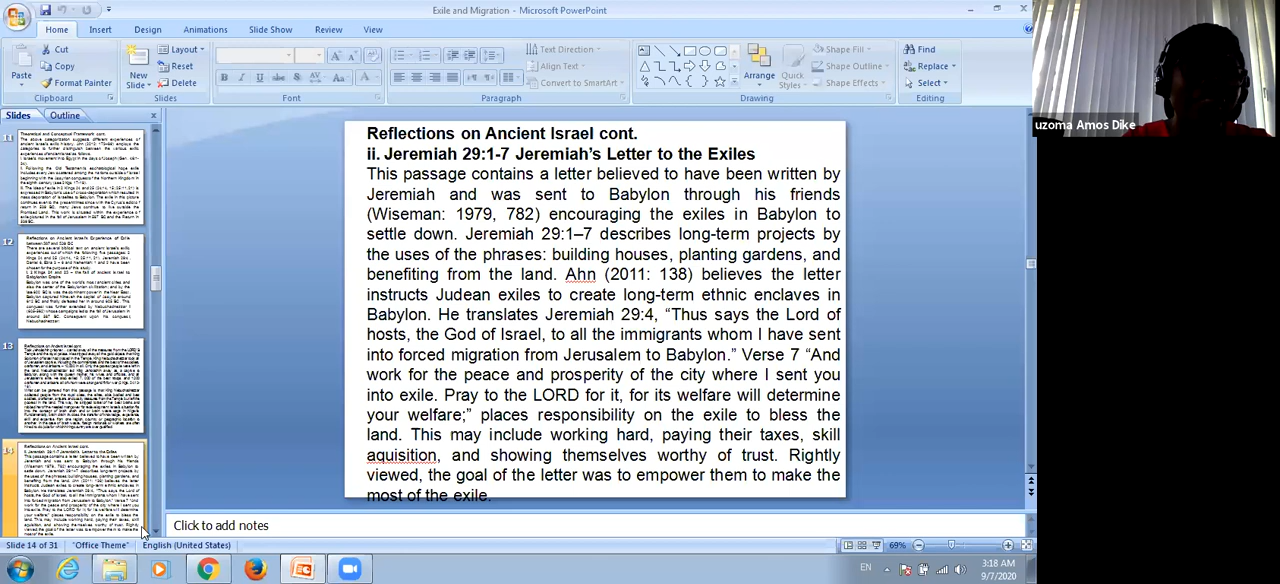 Exile and Migration - Microsoft PowerPoint
Home Insert Design Animations Slide Show Review View
Cut
Copy
Format Painter
Paste
Clipboard
New Slide
Layout
Reset
Delete
Slides
Font
Paragraph
Text Direction
Align Text
Convert to SmartArt
Arrange
Quick Styles
Shape Fill
Shape Outline
Shape Effects
Drawing
Find
Replace
Select
Editing
uzoma Amos Dike
Slides Outline
11
12
13
14
Reflections on Ancient Israel cont.
ii. Jeremiah 29:1-7 Jeremiah's Letter to the Exiles
This passage contains a letter believed to have been written by
Jeremiah and was sent to Babylon through his friends
(Wiseman: 1979, 782) encouraging the exiles in Babylon to
settle down. Jeremiah 29:1–7 describes long-term projects by
the uses of the phrases: building houses, planting gardens, and
benefiting from the land. Ahn (2011: 138) believes the letter
instructs Judaan exiles to create long-term ethnic enclaves in
Babylon. He translates Jeremiah 29:4, "Thus says the Lord of
hosts, the God of Israel, to all the immigrants whom I have sent
into forced migration from Jerusalem to Babylon." Verse 7 "And
work for the peace and prosperity of the city where I sent you
into exile. Pray to the LORD for it, for its welfare will determine
your welfare:" places responsibility on the exile to bless the
land. This may include working hard, paying their taxes, skill
aquisition, and showing themselves worthy of trust. Rightly
viewed, the goal of the letter was to empower them to make the
most of the exile.
Click to add notes
Slide 14 of 31 "Office Theme" English (United States) 69%
EN 3:18 AM
9/7/2020